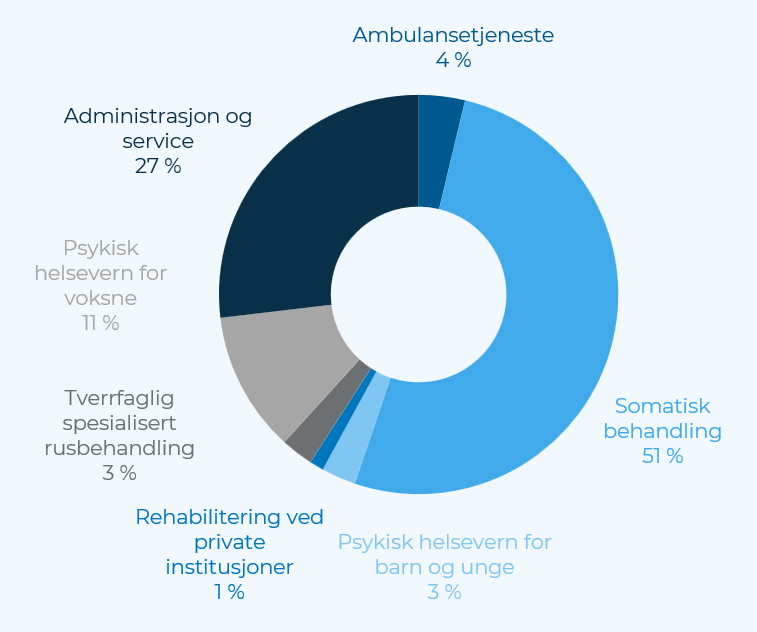 Ambulansetjeneste
4 %
Somatisk
behandling
51 %
Psykisk helsevern for
barn og unge
3 %
Rehabilitering ved
private
institusjoner
1 %
Tverrfaglig
spesialisert
rusbehandling
3 %
Psykisk
helsevern for
voksne
11 %
Administrasjon og
service
27 %